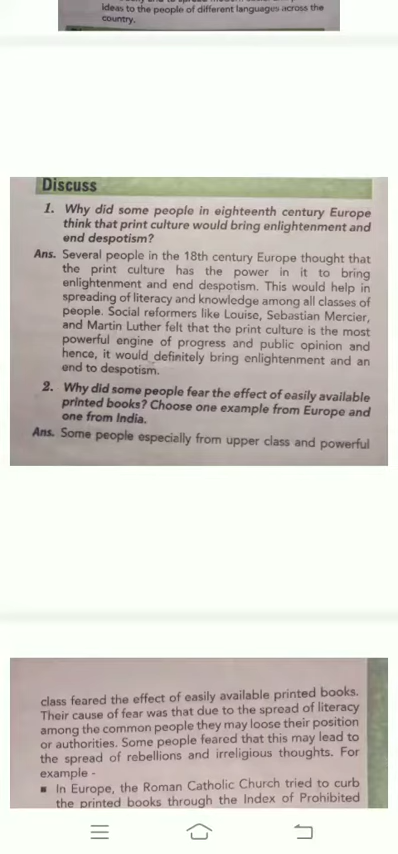 ideas to the people of different languages across the
country.
Discuss
1. Why did some people in eighteenth century Europe
think that print culture would bring enlightenment and
end despotism?
Ans. Several people in the 18th century Europe thought that
the print culture has the power in it to bring
enlightenment and end despotism. This would help in
spreading of literacy and knowledge among all classes of
people. Social reformers like Louise, Sebastian Mercier,
and Martin Luther felt that the print culture is the most
powerful engine of progress and public opinion and
hence, it would definitely bring enlightenment and an
end to despotism.
2. Why did some people fear the effect of easily available
printed books? Choose one example from Europe and
one from India.
Ans. Some people especially from upper class and powerful
class feared the effect of easily available printed books.
Their cause of fear was that due to the spread of literacy
among the common people they may loose their position
or authorities. Some people feared that this may lead to
the spread of rebellions and irreligious thoughts. For
example -
▪ In Europe, the Roman Catholic Church tried to curb
the printed books through the Index of Prohibited